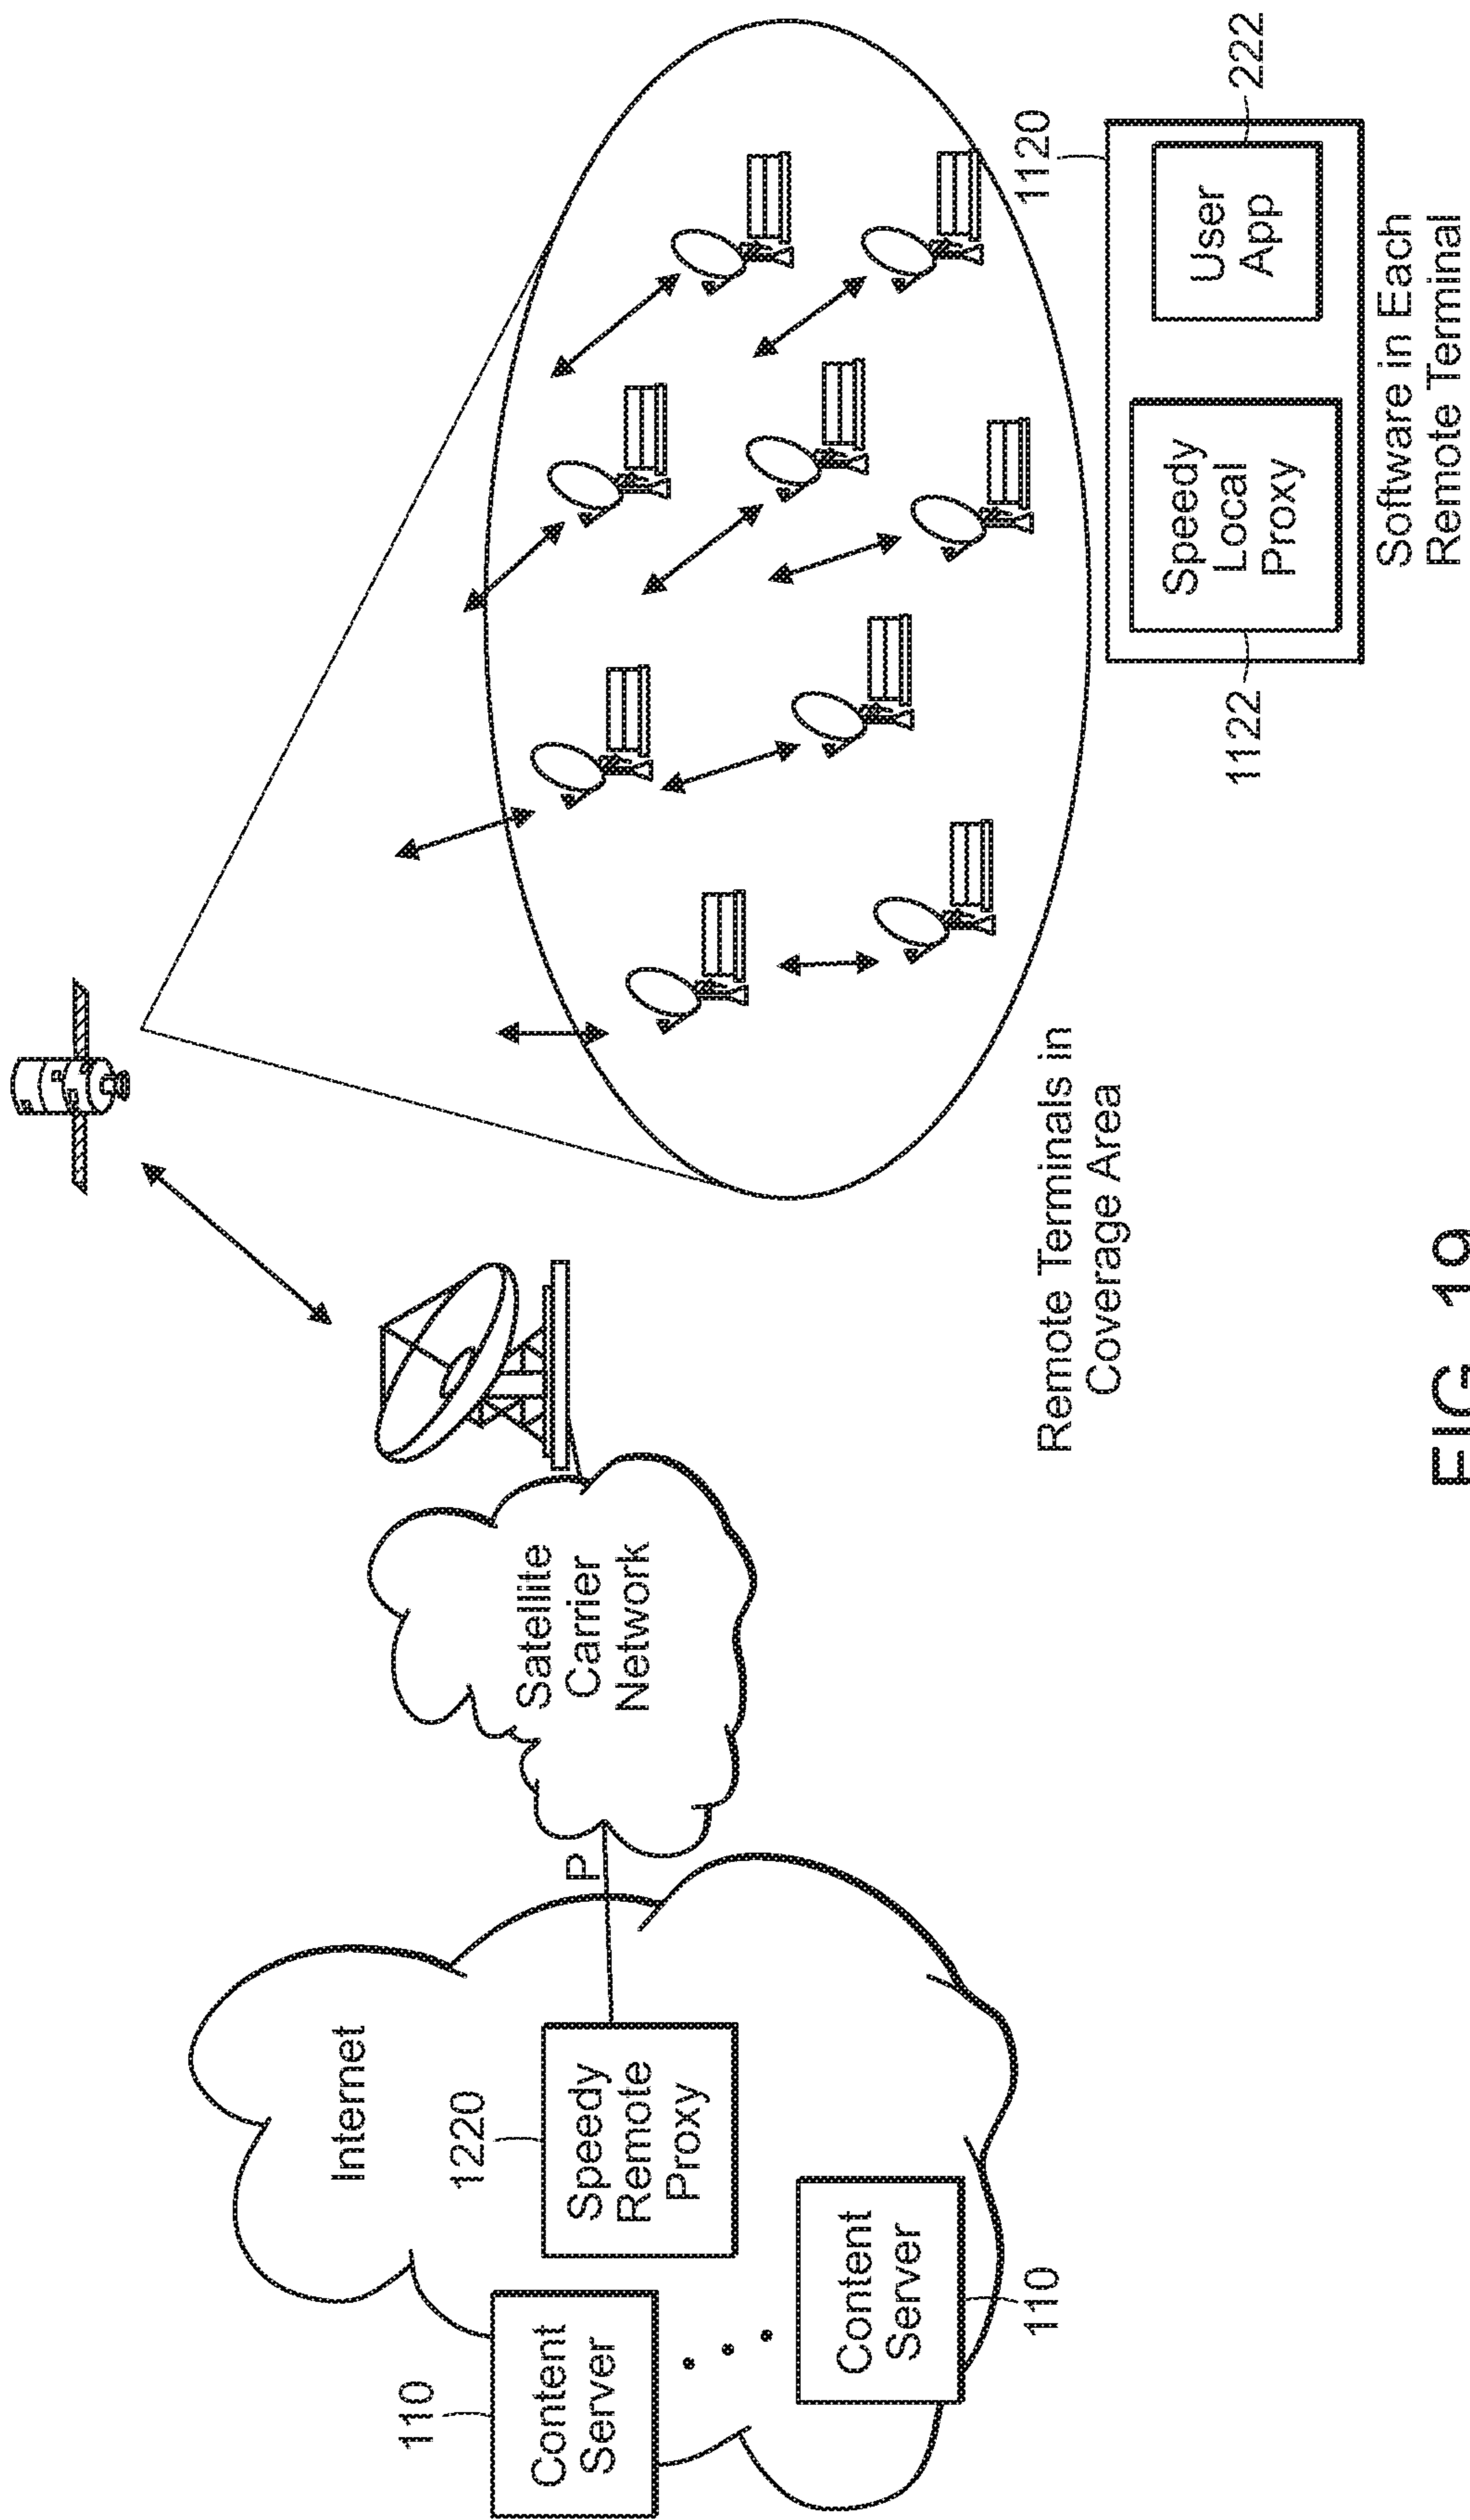 110
Content
Server
Internet
1220
Speedy
Remote
Proxy
Content
Server
110
P
Satellite
Carrier
Network
Remote Terminals in
Coverage Area
1120
Speedy
Local
Proxy
User
App
1122
222
Software in Each
Remote Terminal
FIG. 19